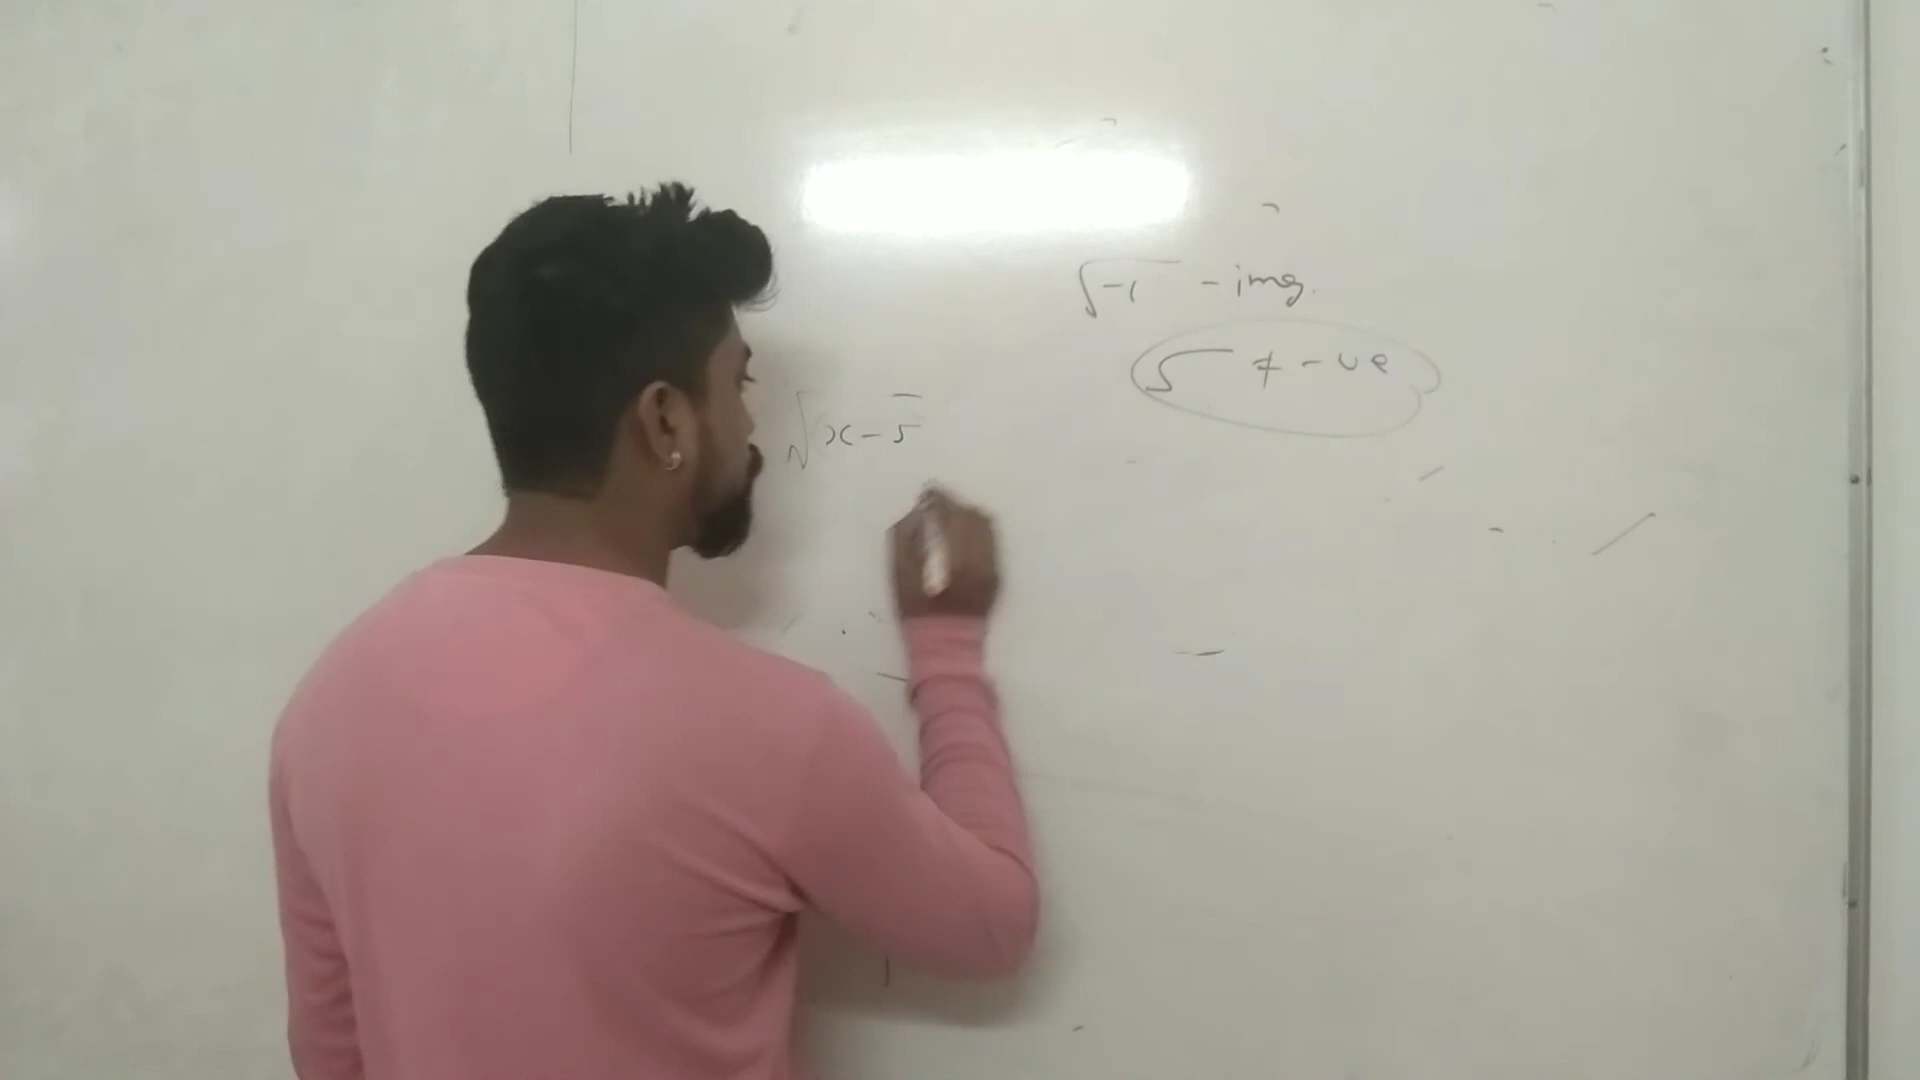 √-1 - img.
√ ≠ -ve
√x-5